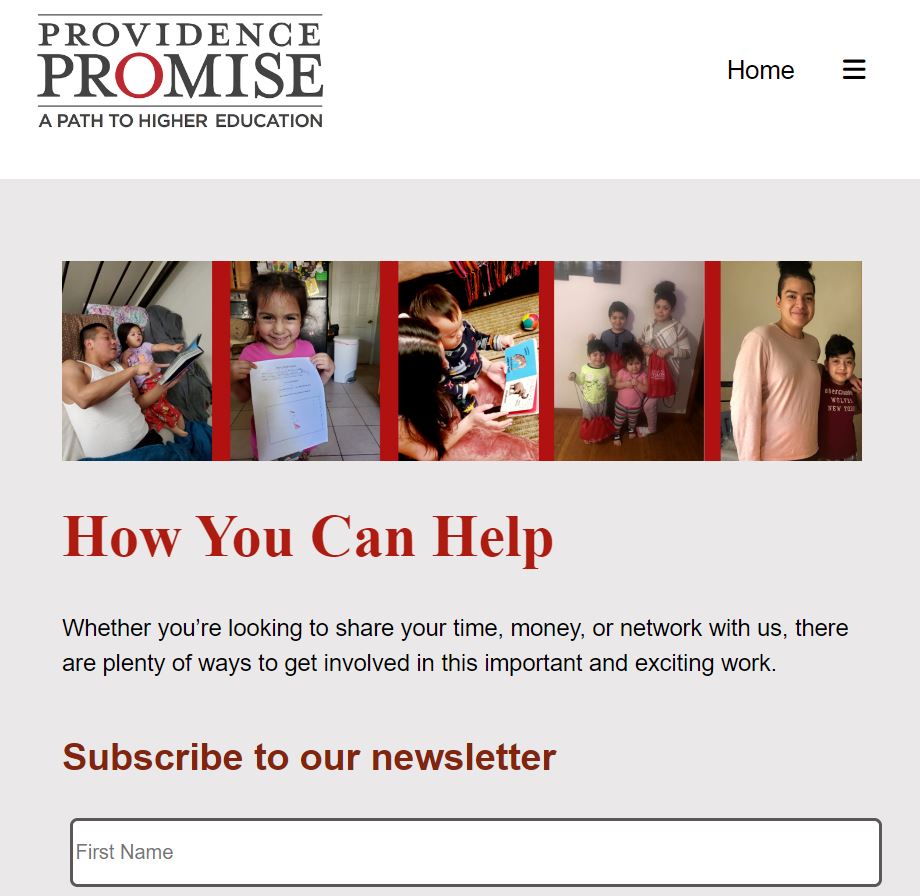 PROVIDENCE
PROMISE
A PATH TO HIGHER EDUCATION
Home
How You Can Help
Whether you’re looking to share your time, money, or network with us, there
are plenty of ways to get involved in this important and exciting work.
Subscribe to our newsletter
First Name